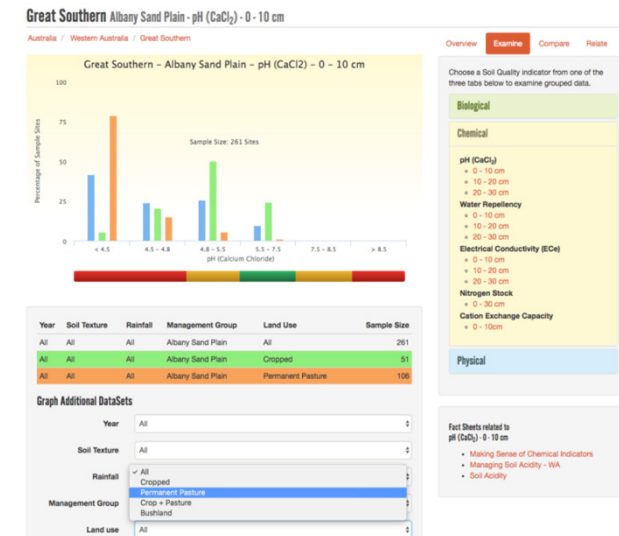 Great Southern Albany Sand Plain - pH (CaCl₂) - 0 - 10 cm
Australia / Western Australia / Great Southern
Overview Examine Compare Relate
Great Southern - Albany Sand Plain - pH (CaCl2) - 0 - 10 cm
Percentage of Sample Sites
100
75
50
25
0
Sample Size: 261 Sites
< 4.5 4.5 - 4.8 4.8 - 5.5 5.5 - 7.5 7.5 - 8.5 > 8.5
pH (Calcium Chloride)
Year Soil Texture Rainfall Management Group Land Use Sample Size
All All All Albany Sand Plain All 261
All All All Albany Sand Plain Cropped 51
All All All Albany Sand Plain Permanent Pasture 106
Graph Additional DataSets
Year All
Soil Texture All
Rainfall
✓ All
Cropped
Permanent Pasture
Crop + Pasture
Bushland
Management Group
Land use All
Choose a Soil Quality indicator from one of the
three tabs below to examine grouped data.
Biological
Chemical
pH (CaCl₂)
0 - 10 cm
10 - 20 cm
20 - 30 cm
Water Repellency
0 - 10 cm
10 - 20 cm
20 - 30 cm
Electrical Conductivity (ECe)
0 - 10 cm
10 - 20 cm
20 - 30 cm
Nitrogen Stock
0 - 30 cm
Cation Exchange Capacity
0 - 10cm
Physical
Fact Sheets related to
pH (CaCl₂) - 0 - 10 cm
Making Sense of Chemical Indicators
Managing Soil Acidity - WA
Soil Acidity